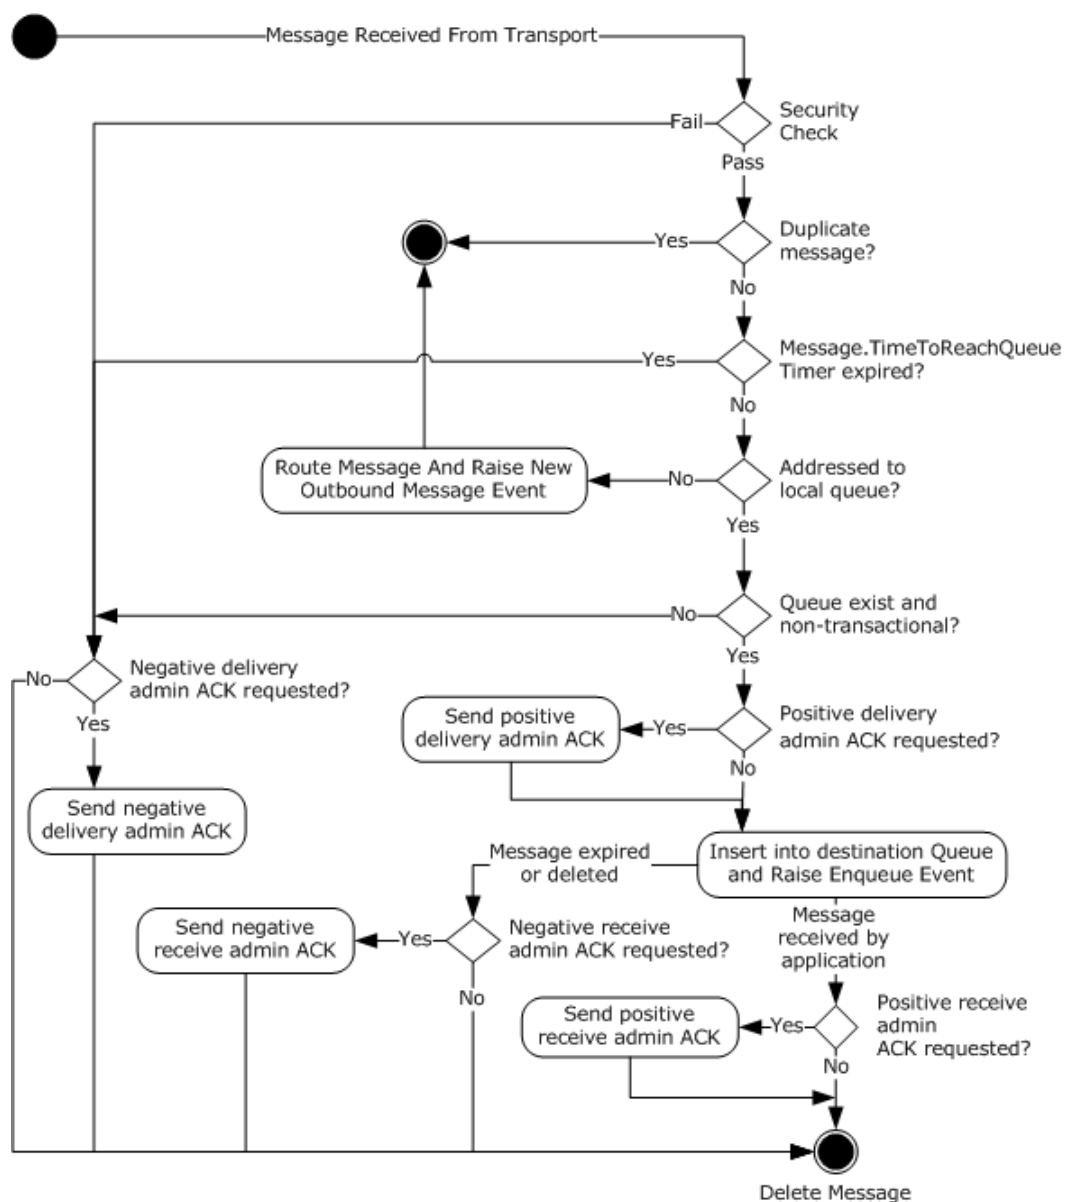 Message Received From Transport
Security
Check
Fail
Pass
Duplicate
message?
Yes
No
Message.TimeToReachQueue
Timer expired?
Yes
No
Route Message And Raise New
Outbound Message Event
No
Addressed to
local queue?
Yes
No
Queue exist and
non-transactional?
Yes
No
Negative delivery
admin ACK requested?
Yes
Send positive
delivery admin ACK
Yes
Positive delivery
admin ACK requested?
No
Send negative
delivery admin ACK
Message expired
or deleted
Insert into destination Queue
and Raise Enqueue Event
Send negative
receive admin ACK
Yes
Negative receive
admin ACK requested?
No
Message
received by
application
Send positive
receive admin ACK
Yes
Positive receive
admin
ACK requested?
No
Delete Message